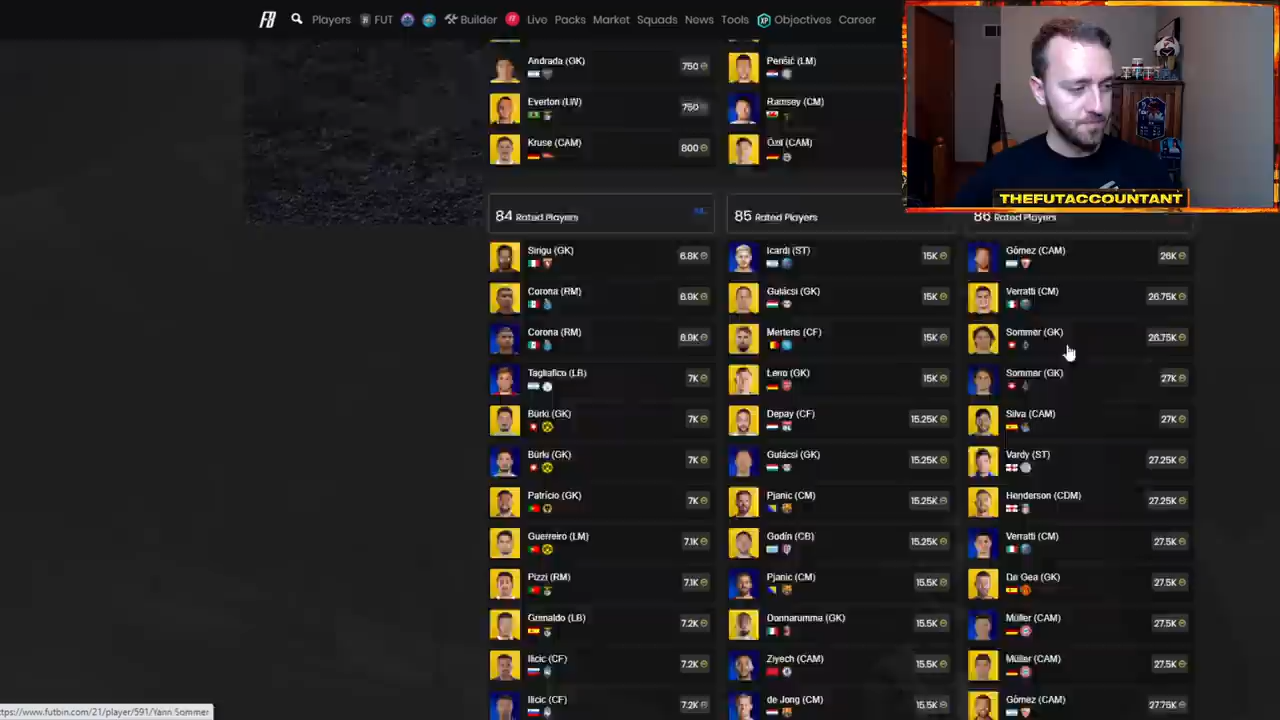 FB Players FUT Builder Live Packs Market Squads News Tools XP Objectives Career
Andrada (GK) 750
Perišić (LM)
Everton (LW) 750
Ramsey (CM)
Kruse (CAM) 800
Özil (CAM)
THEFUTACCOUNTANT
84 Rated Players
85 Rated Players
86 Rated Players
Sirigu (GK) 6.8K
Icardi (ST) 15K
Gómez (CAM) 26K
Corona (RM) 6.9K
Gulácsi (GK) 15K
Verratti (CM) 26.75K
Corona (RM) 6.9K
Mertens (CF) 15K
Sommer (GK) 26.75K
Tagliafico (LB) 7K
Leno (GK) 15K
Sommer (GK) 27K
Bürki (GK) 7K
Depay (CF) 15.25K
Silva (CAM) 27K
Bürki (GK) 7K
Gulácsi (GK) 15.25K
Vardy (ST) 27.25K
Patrício (GK) 7K
Pjanic (CM) 15.25K
Henderson (CDM) 27.25K
Guerreiro (LM) 7.1K
Godín (CB) 15.25K
Verratti (CM) 27.5K
Pizzi (RM) 7.1K
Pjanic (CM) 15.5K
De Gea (GK) 27.5K
Grimaldo (LB) 7.2K
Donnarumma (GK) 15.5K
Müller (CAM) 27.5K
Ilicic (CF) 7.2K
Ziyech (CAM) 15.5K
Müller (CAM) 27.5K
Ilicic (CF) 7.2K
de Jong (CM) 15.5K
Gómez (CAM) 27.75K
ttps://www.futbin.com/21/player/591/Yann Sommer